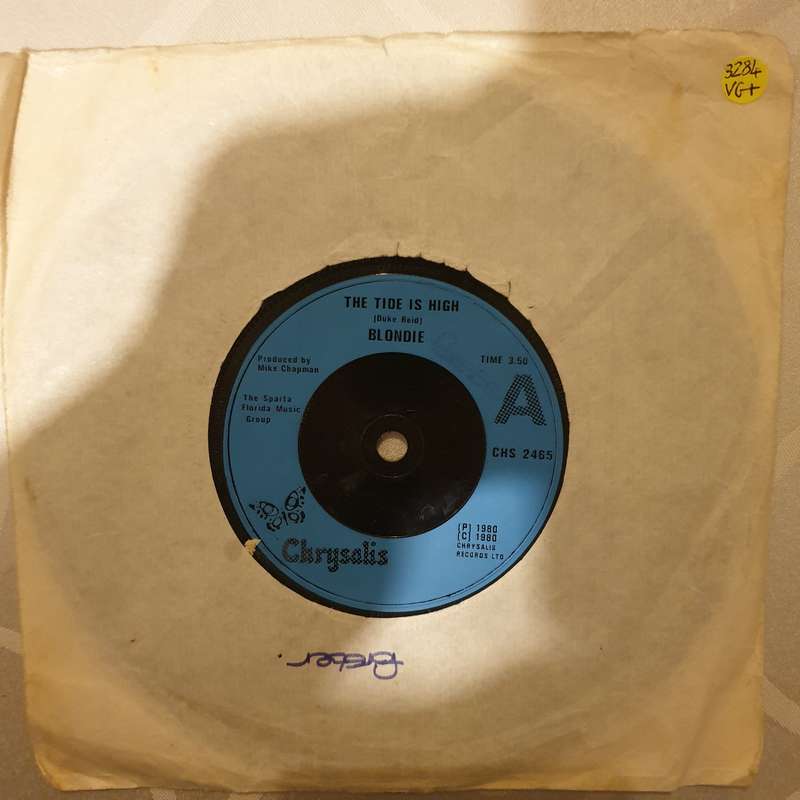 3284
VG+
THE TIDE IS HIGH
(Duke Reid)
BLONDIE
Produced by
Mike Chapman
TIME 3.50
A
The Sparta
Florida Music
Group
CHS 2465
(P) 1980
(C) 1980
CHRYSALIS
RECORDS LTD
Chrysalis